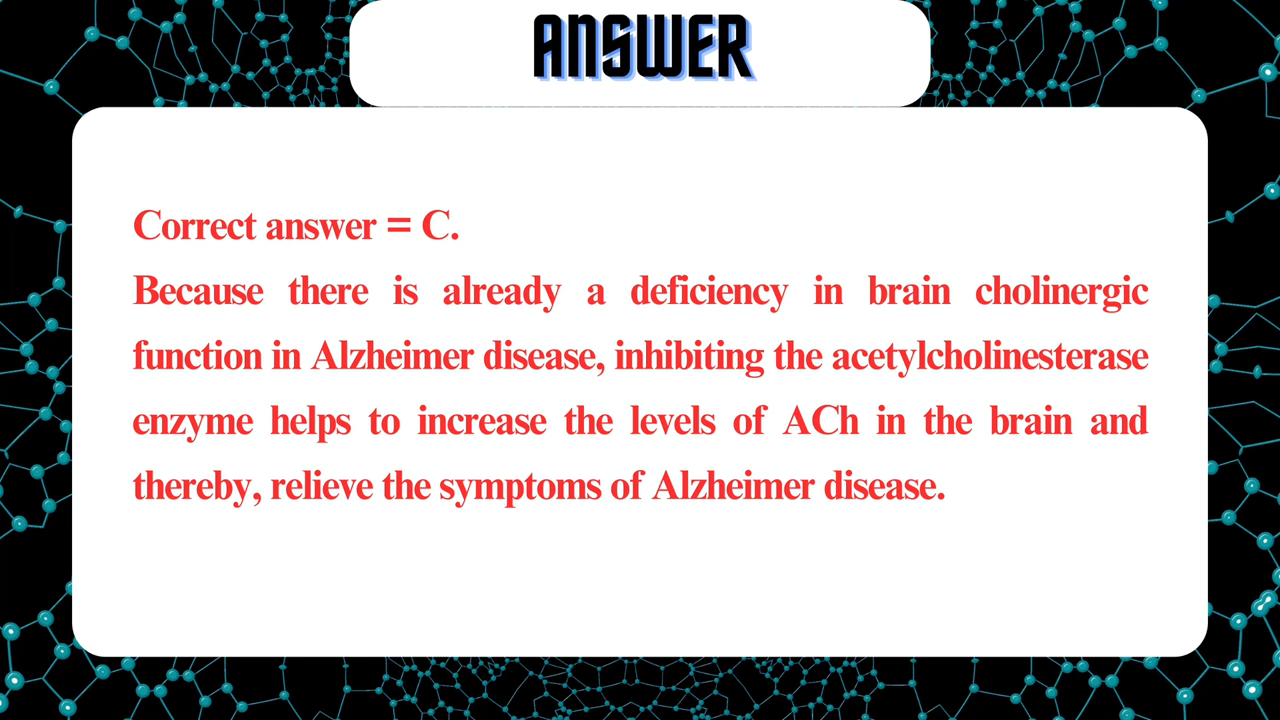 ANSWER
Correct answer = C.
Because there is already a deficiency in brain cholinergic
function in Alzheimer disease, inhibiting the acetylcholinesterase
enzyme helps to increase the levels of ACh in the brain and
thereby, relieve the symptoms of Alzheimer disease.